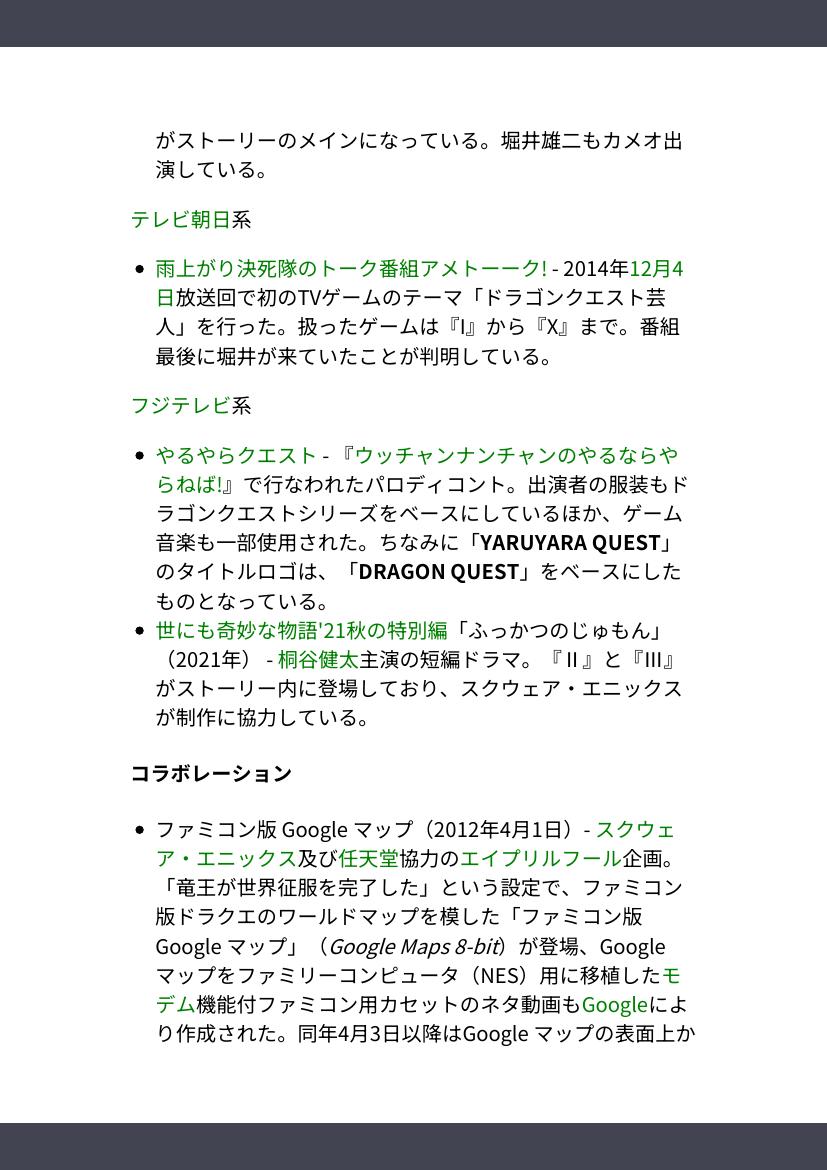 がストーリーのメインになっている。堀井雄二もカメオ出
演している。
テレビ朝日系
• 雨上がり決死隊のトーク番組アメトーーク! - 2014年12月4
日放送回で初のTVゲームのテーマ「ドラゴンクエスト芸
人」を行った。扱ったゲームは『I』から『X』まで。番組
最後に堀井が来ていたことが判明している。
フジテレビ系
• やるやらクエスト - 『ウッチャンナンチャンのやるならや
らねば!』で行なわれたパロディコント。出演者の服装もド
ラゴンクエストシリーズをベースにしているほか、ゲーム
音楽も一部使用された。ちなみに「YARUYARA QUEST」
のタイトルロゴは、「DRAGON QUEST」をベースにした
ものとなっている。
• 世にも奇妙な物語'21秋の特別編「ふっかつのじゅもん」
（2021年） - 桐谷健太主演の短編ドラマ。『Ⅱ』と『Ⅲ』
がストーリー内に登場しており、スクウェア・エニックス
が制作に協力している。
コラボレーション
• ファミコン版 Google マップ（2012年4月1日）- スクウェ
ア・エニックス及び任天堂協力のエイプリルフール企画。
「竜王が世界征服を完了した」という設定で、ファミコン
版ドラクエのワールドマップを模した「ファミコン版
Google マップ」（Google Maps 8-bit）が登場、Google
マップをファミリーコンピュータ（NES）用に移植したモ
デム機能付ファミコン用カセットのネタ動画もGoogleによ
り作成された。同年4月3日以降はGoogle マップの表面上か